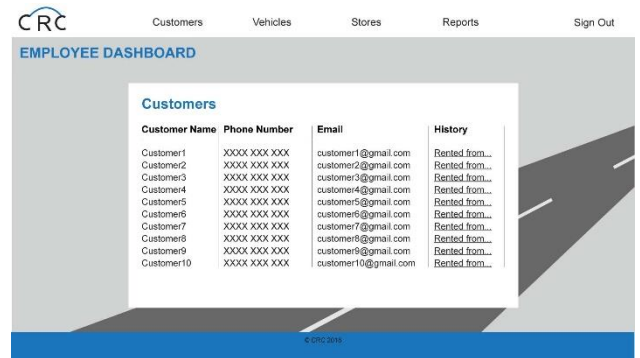 CRC Customers Vehicles Stores Reports Sign Out
EMPLOYEE DASHBOARD
Customers
Customer Name Phone Number Email History
Customer1 XXXX XXX XXX customer1@gmail.com Rented from...
Customer2 XXXX XXX XXX customer2@gmail.com Rented from...
Customer3 XXXX XXX XXX customer3@gmail.com Rented from...
Customer4 XXXX XXX XXX customer4@gmail.com Rented from...
Customer5 XXXX XXX XXX customer5@gmail.com Rented from...
Customer6 XXXX XXX XXX customer6@gmail.com Rented from...
Customer7 XXXX XXX XXX customer7@gmail.com Rented from...
Customer8 XXXX XXX XXX customer8@gmail.com Rented from...
Customer9 XXXX XXX XXX customer9@gmail.com Rented from...
Customer10 XXXX XXX XXX customer10@gmail.com Rented from...
© CRC 2018